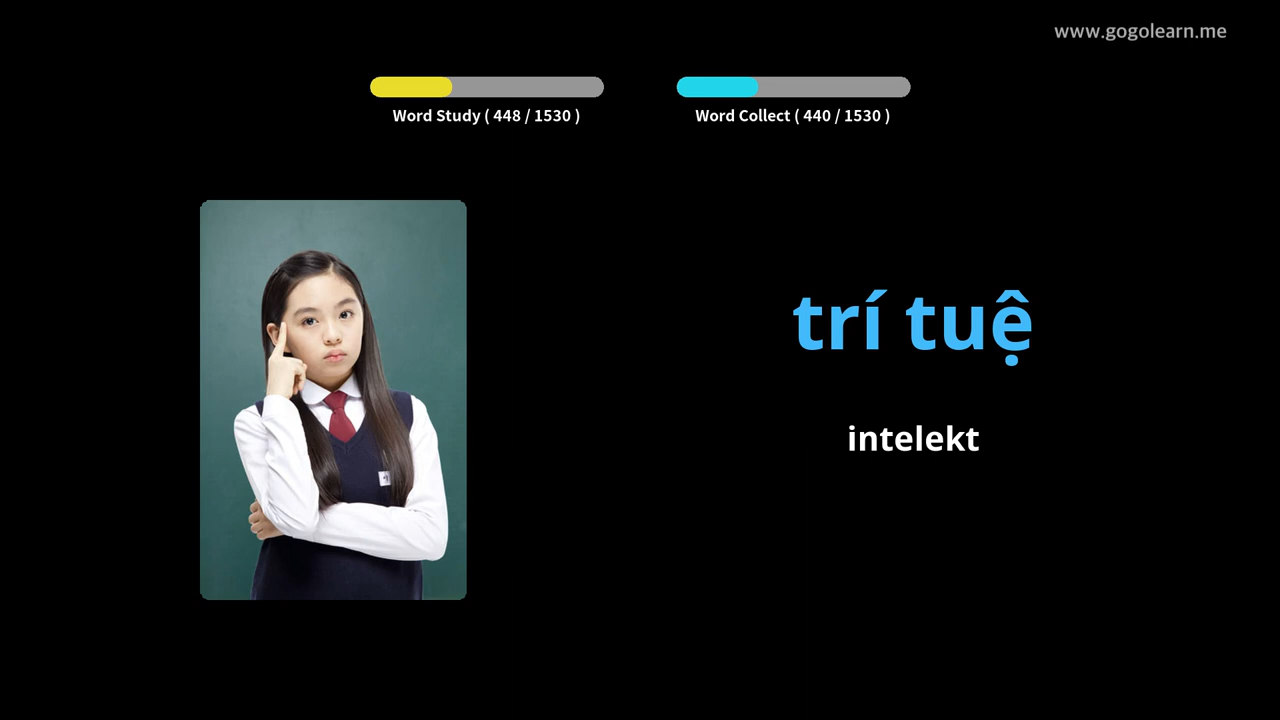 www.gogolearn.me
Word Study ( 448 / 1530 )
Word Collect ( 440 / 1530 )
trí tuệ
intelekt